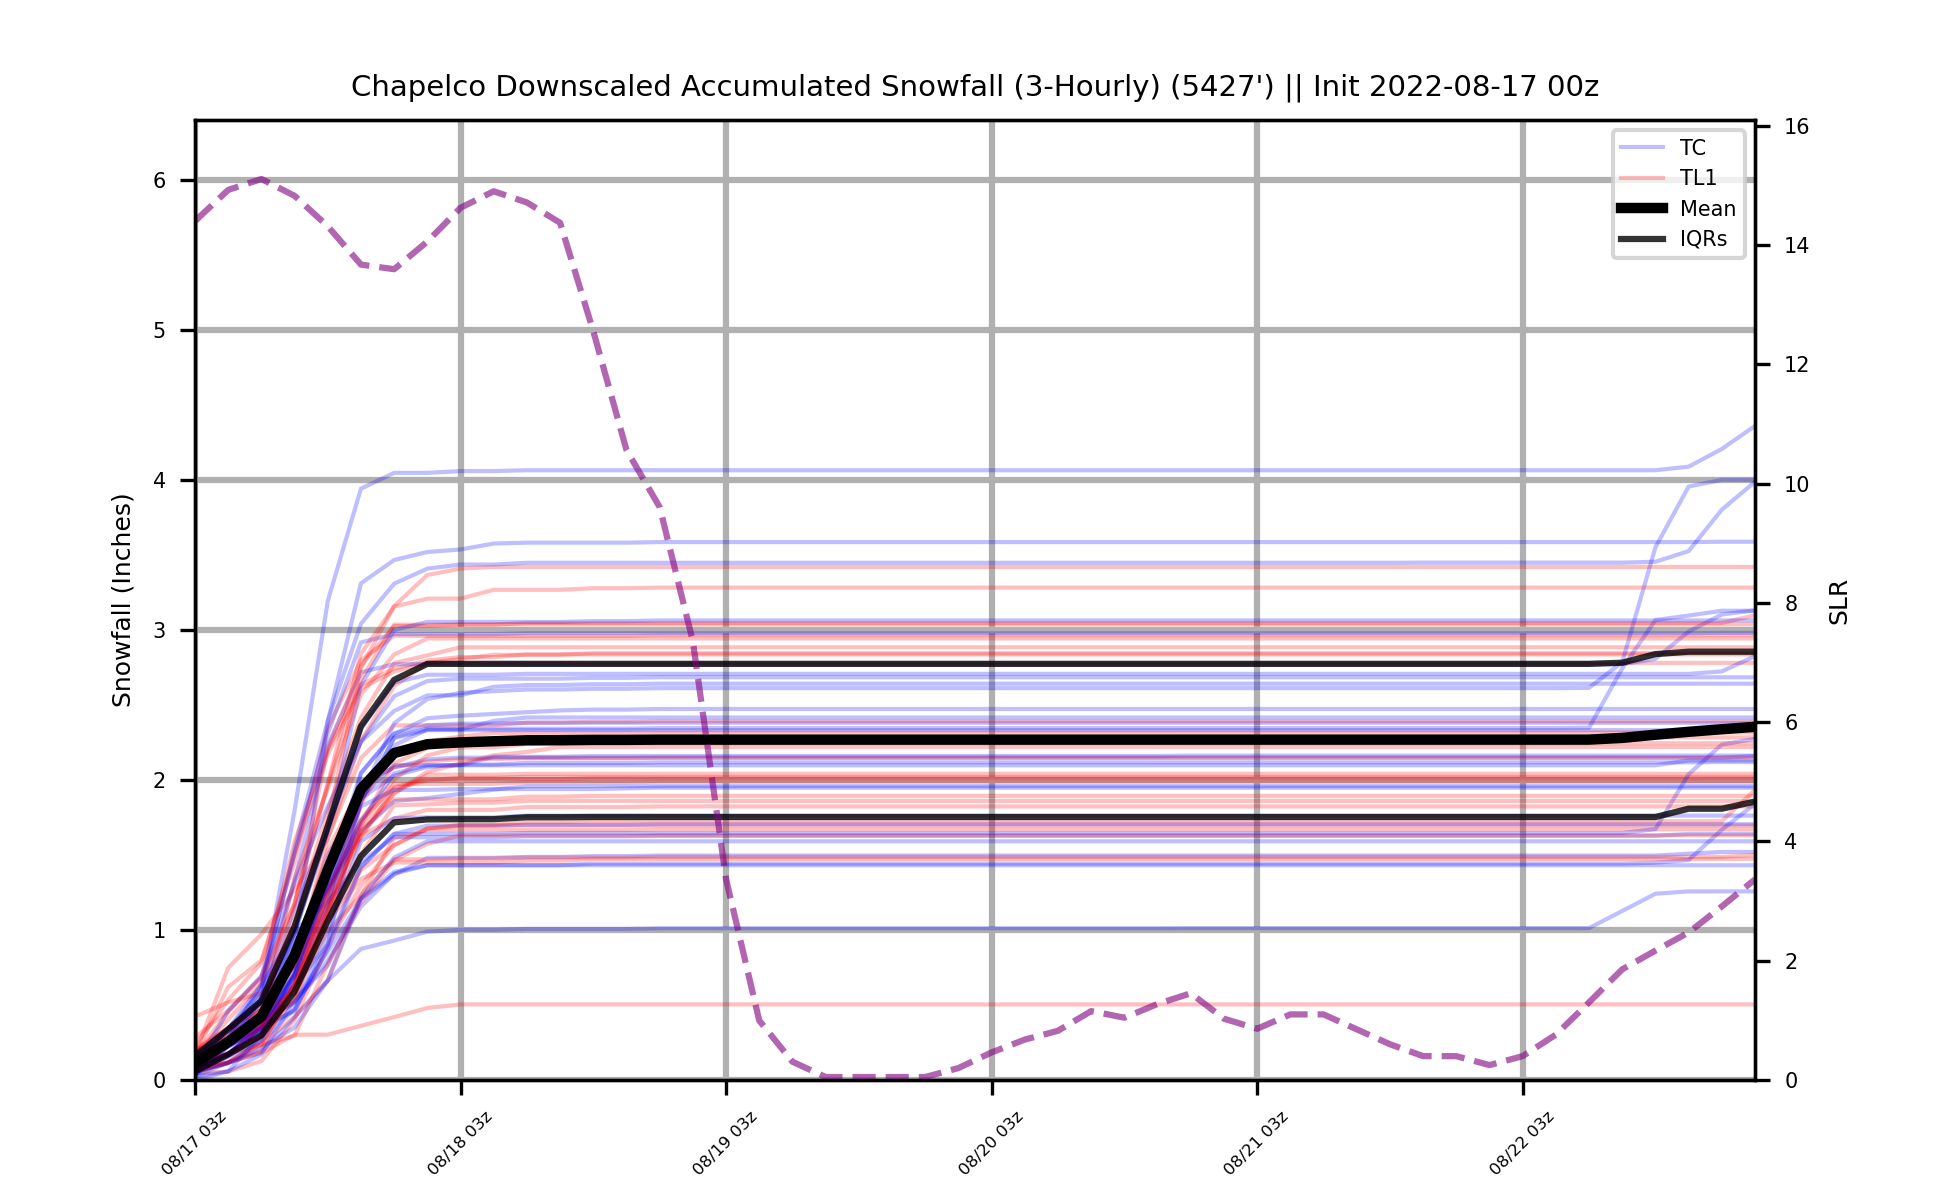 Chapelco Downscaled Accumulated Snowfall (3-Hourly) (5427') || Init 2022-08-17 00z
TC
TL1
Mean
IQRs
Snowfall (Inches)
6
5
4
3
2
1
0
16
14
12
10
8
6
4
2
0
SLR
08/17 03z
08/18 03z
08/19 03z
08/20 03z
08/21 03z
08/22 03z